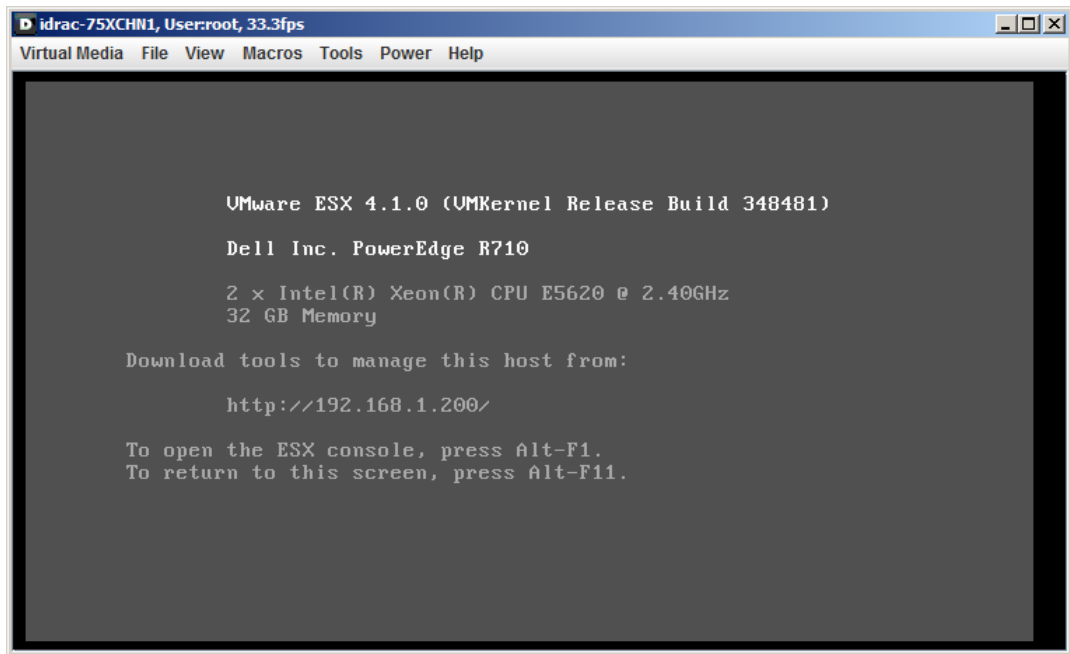 idrac-75XCHN1, User:root, 33.3fps
Virtual Media File View Macros Tools Power Help
VMware ESX 4.1.0 (VMKernel Release Build 348481)
Dell Inc. PowerEdge R710
2 x Intel(R) Xeon(R) CPU E5620 @ 2.40GHz
32 GB Memory
Download tools to manage this host from:
http://192.168.1.200/
To open the ESX console, press Alt-F1.
To return to this screen, press Alt-F11.